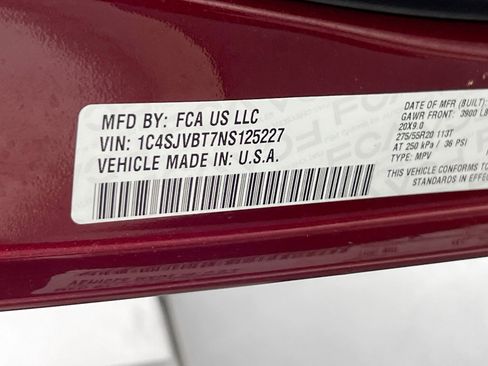 MFD BY: FCA US LLC
VIN: 1C4SJVBT7NS125227
VEHICLE MADE IN: U.S.A.
DATE OF MFR (BUILT):
GAWR FRONT: 3900 LB
20X9.0
275/55R20 113T
AT 250 kPa / 36 PSI
TYPE: MPV
THIS VEHICLE CONFORMS TO
STANDARDS IN EFFECT